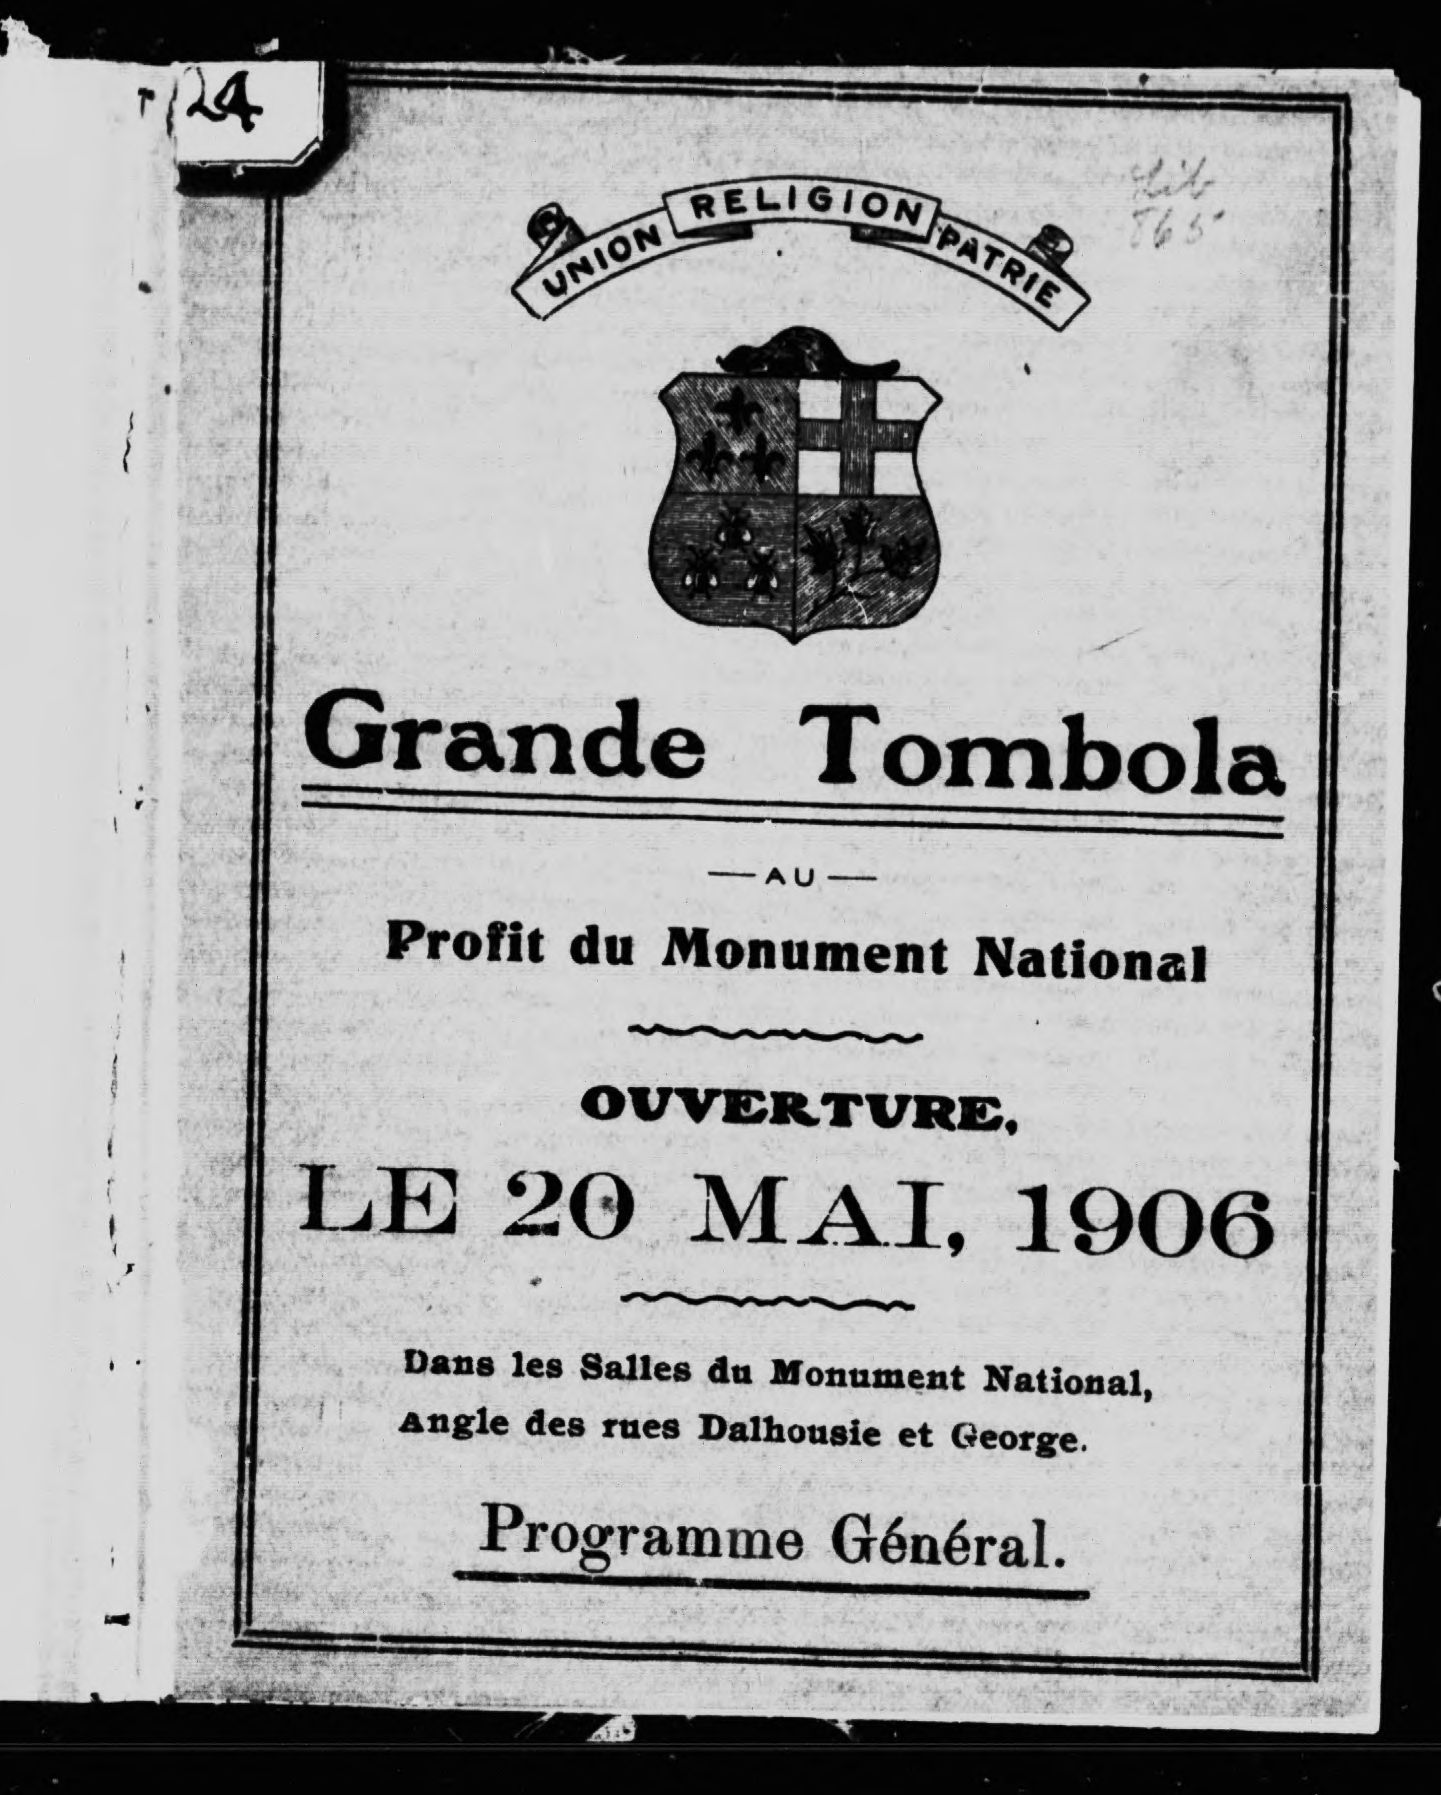 24
UNION RELIGION PATRIE
Grande Tombola
— AU —
Profit du Monument National
OUVERTURE,
LE 20 MAI, 1906
Dans les Salles du Monument National,
Angle des rues Dalhousie et George.
Programme Général.